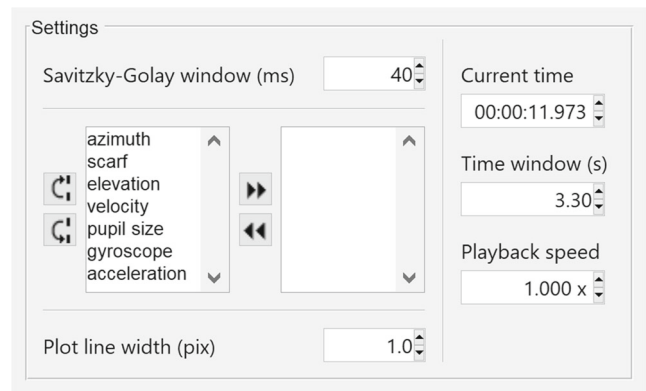 Settings
Savitzky-Golay window (ms) 40
azimuth
scarf
elevation
velocity
pupil size
gyroscope
acceleration
Plot line width (pix) 1.0
Current time
00:00:11.973
Time window (s)
3.30
Playback speed
1.000 x